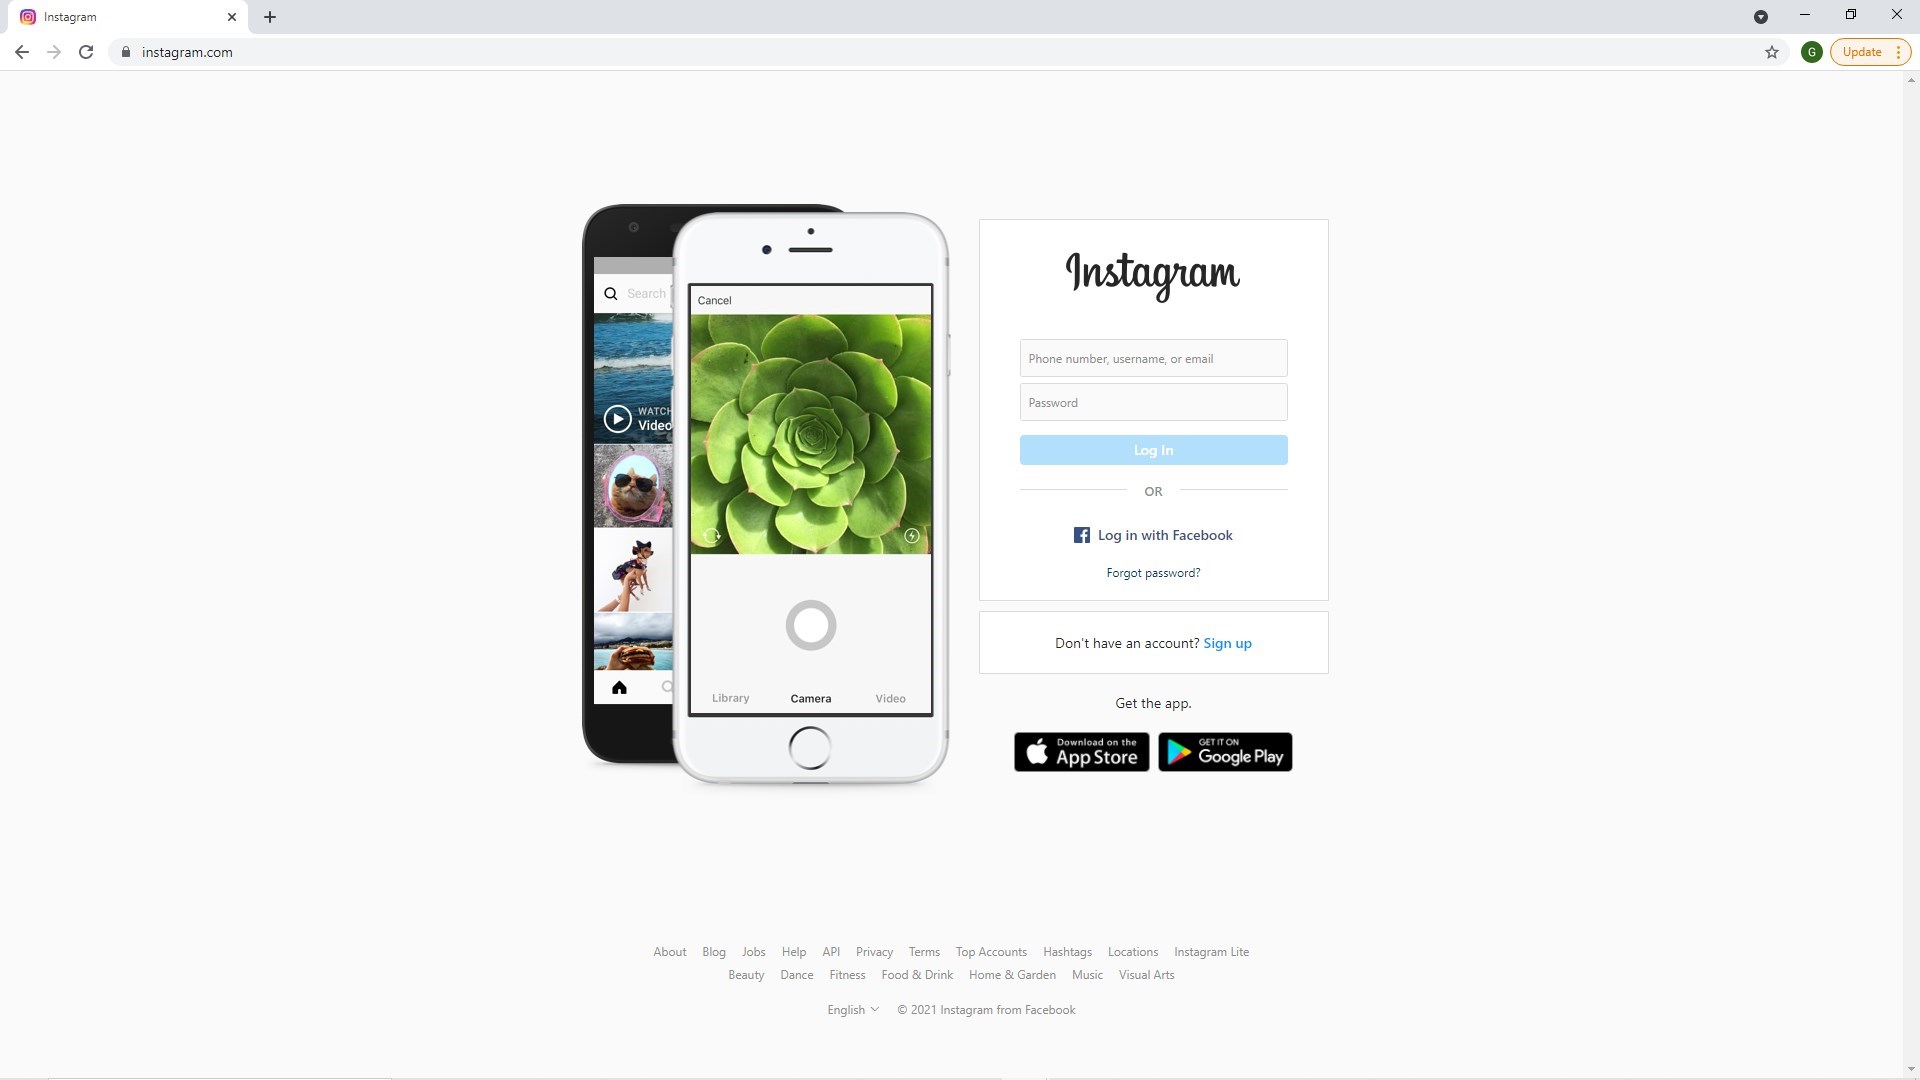 Instagram
instagram.com
G
Update
Search
WATCH
Video
Cancel
Library Camera Video
Instagram
Phone number, username, or email
Password
Log In
OR
Log in with Facebook
Forgot password?
Don't have an account? Sign up
Get the app.
Download on the
App Store
GET IT ON
Google Play
About Blog Jobs Help API Privacy Terms Top Accounts Hashtags Locations Instagram Lite
Beauty Dance Fitness Food & Drink Home & Garden Music Visual Arts
English © 2021 Instagram from Facebook